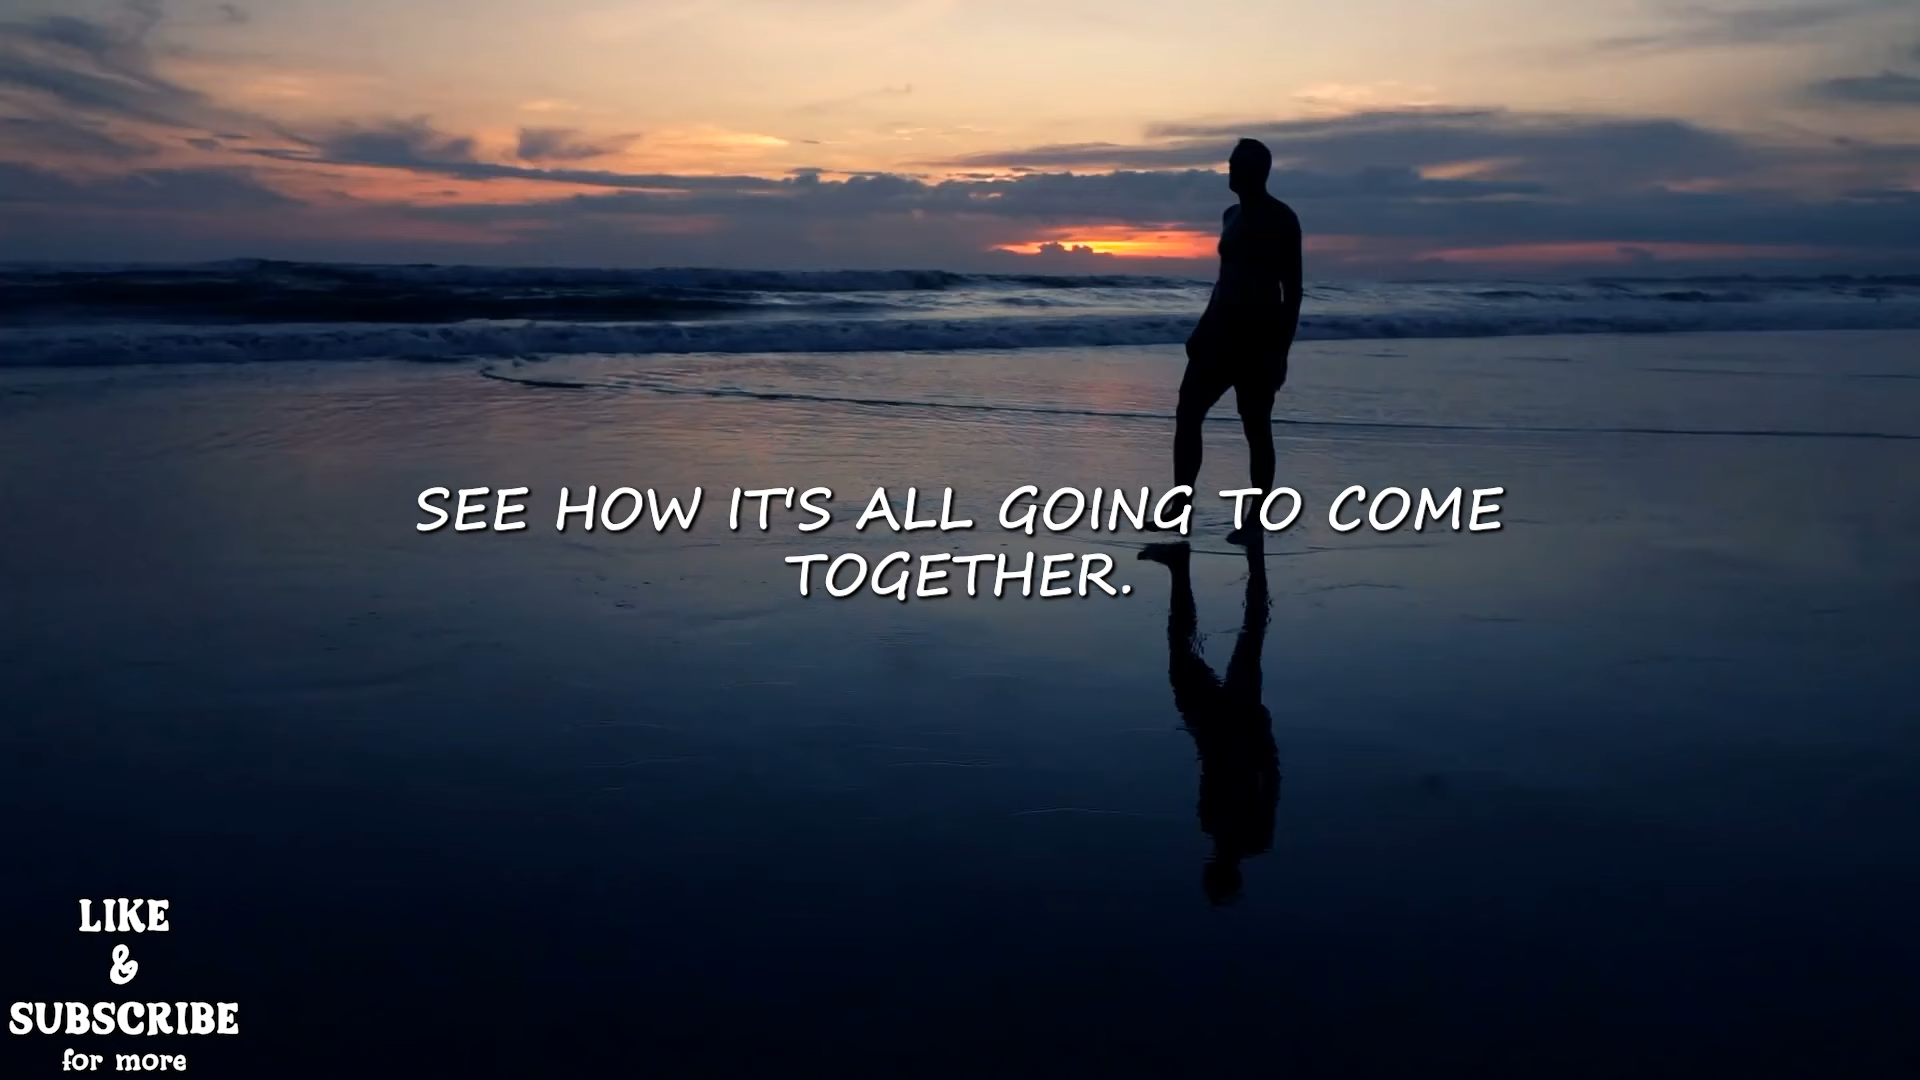 SEE HOW IT'S ALL GOING TO COME
TOGETHER.
LIKE
&
SUBSCRIBE
for more